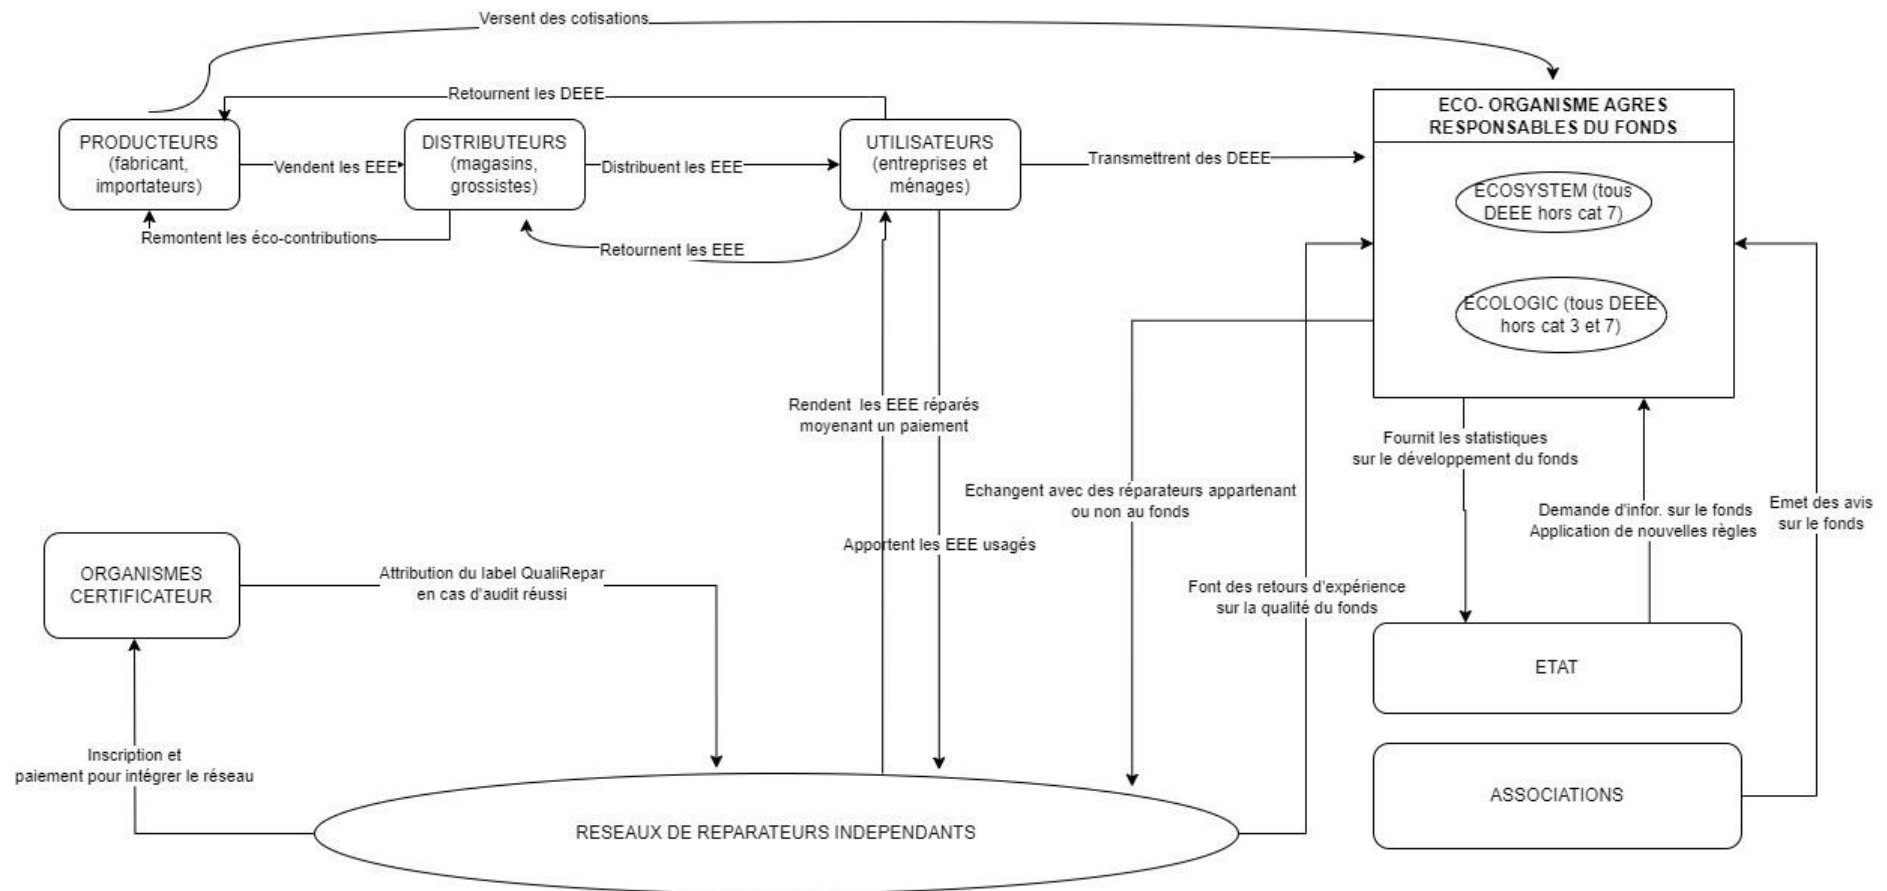 Versent des cotisations
Retournent les DEEE
ECO- ORGANISME AGRES
RESPONSABLES DU FONDS
PRODUCTEURS
(fabricant,
importateurs)
Vendent les EEE
DISTRIBUTEURS
(magasins,
grossistes)
Distribuent les EEE
UTILISATEURS
(entreprises et
ménages)
Transmettrent des DEEE
ECOSYSTEM (tous
DEEE hors cat 7)
Remontent les éco-contributions
Retournent les EEE
ECOLOGIC (tous DEEE
hors cat 3 et 7)
Rendent les EEE réparés
moyenant un paiement
Fournit les statistiques
sur le développement du fonds
Echangent avec des réparateurs appartenant
ou non au fonds
Demande d'infor. sur le fonds
Application de nouvelles règles
Emet des avis
sur le fonds
Apportent les EEE usagés
ORGANISMES
CERTIFICATEUR
Attribution du label QualiRepar
en cas d'audit réussi
Font des retours d'expérience
sur la qualité du fonds
ETAT
Inscription et
paiement pour intégrer le réseau
ASSOCIATIONS
RESEAUX DE REPARATEURS INDEPENDANTS